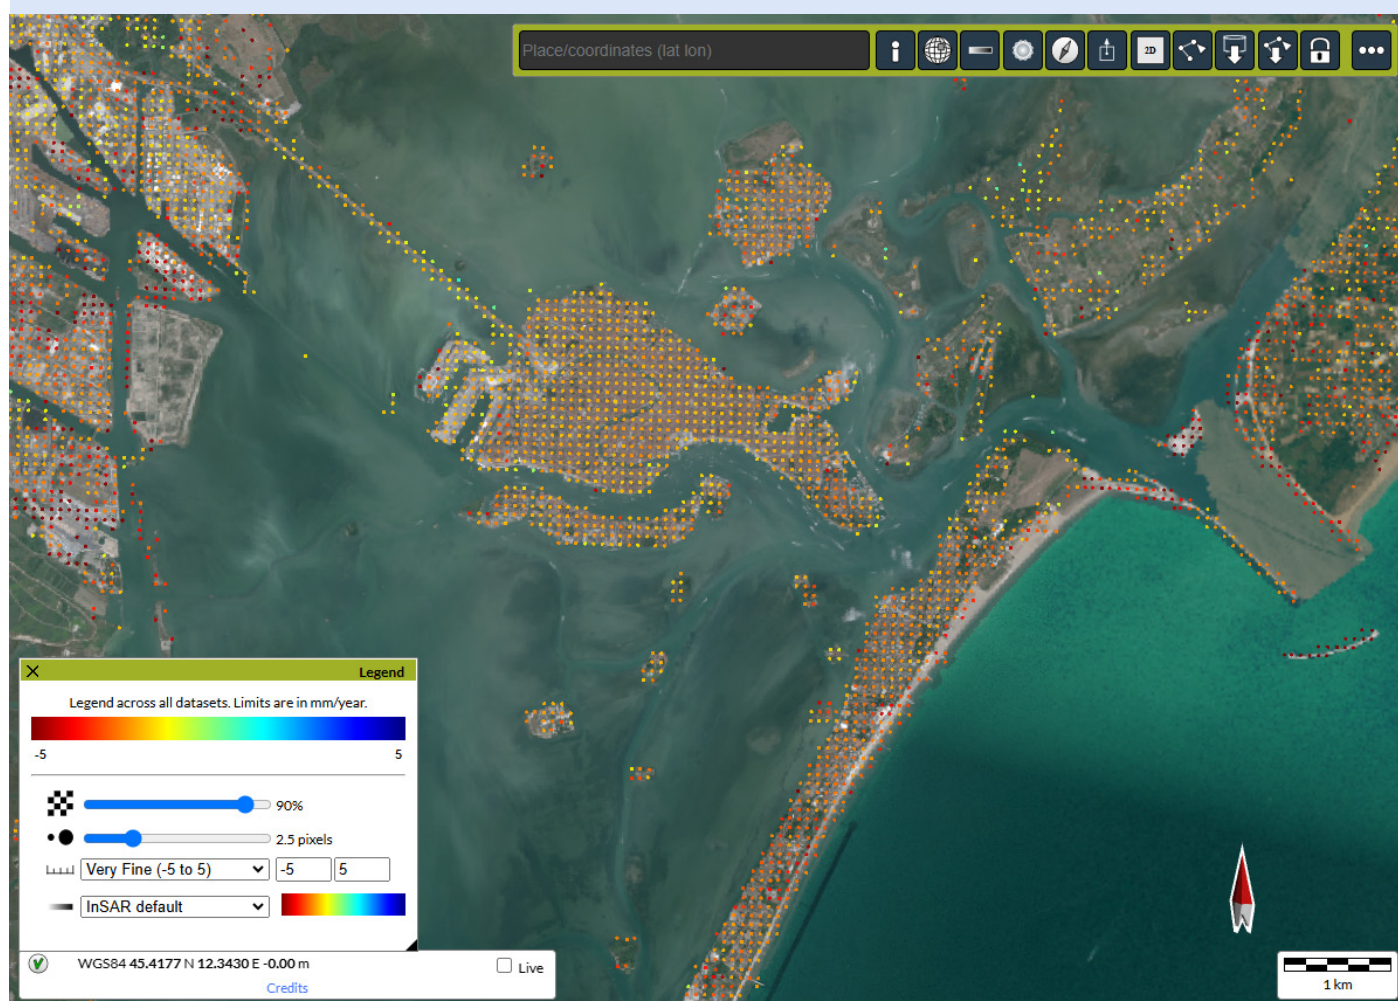 Place/coordinates (lat lon)
2D
Legend
Legend across all datasets. Limits are in mm/year.
-5 5
90%
2.5 pixels
Very Fine (-5 to 5) -5 5
InSAR default
WGS84 45.4177 N 12.3430 E -0.00 m
Live
Credits
1 km